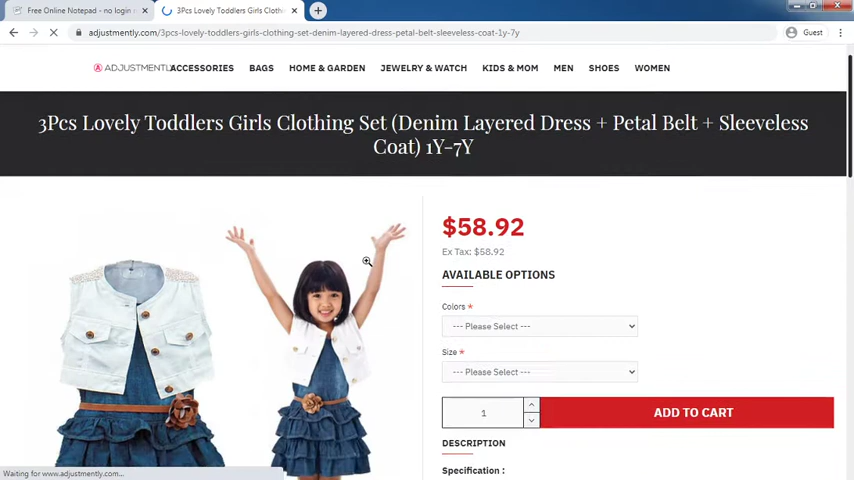 Free Online Notepad - no login
3Pcs Lovely Toddlers Girls Cloth
adjustmently.com/3pcs-lovely-toddlers-girls-clothing-set-denim-layered-dress-petal-belt-sleeveless-coat-1y-7y
Guest
ADJUSTMENTLY ACCESSORIES BAGS HOME & GARDEN JEWELRY & WATCH KIDS & MOM MEN SHOES WOMEN
3Pcs Lovely Toddlers Girls Clothing Set (Denim Layered Dress + Petal Belt + Sleeveless
Coat) 1Y-7Y
$58.92
Ex Tax: $58.92
AVAILABLE OPTIONS
Colors *
--- Please Select ---
Size *
--- Please Select ---
1
ADD TO CART
DESCRIPTION
Specification :
Waiting for www.adjustmently.com...